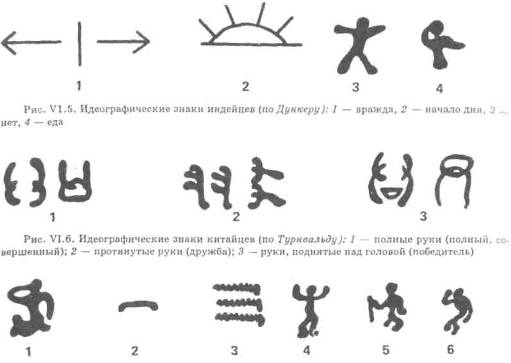 1 2 3 4
Рис. VI.5. Идеографические знаки индейцев (по Дункеру): 1 — вражда, 2 — начало дня, 3 —
нет, 4 — еда
1 2 3
Рис. VI.6. Идеографические знаки китайцев (по Турнвальду): 1 — полные руки (полный, со-
вершенный); 2 — протянутые руки (дружба); 3 — руки, поднятые над головой (победитель)
1 2 3 4 5 6